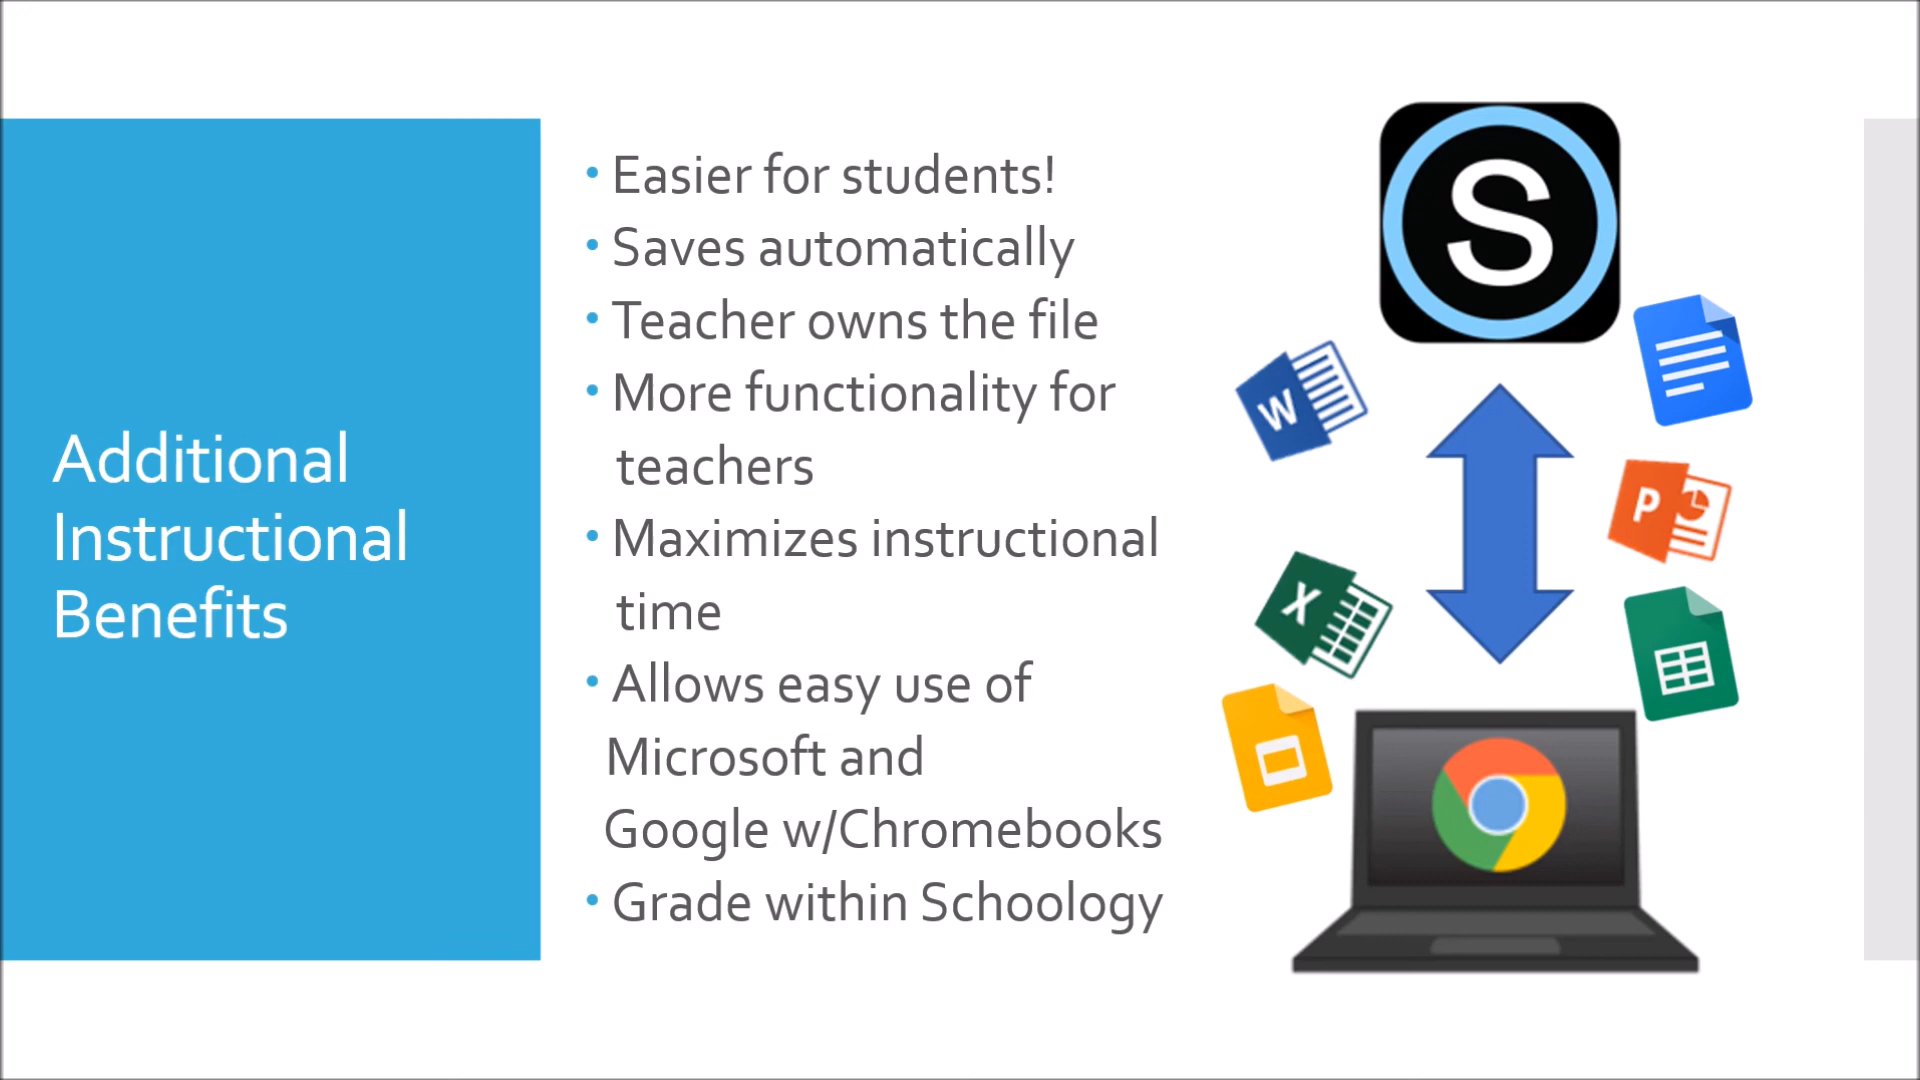 Additional
Instructional
Benefits
• Easier for students!
• Saves automatically
• Teacher owns the file
• More functionality for
teachers
• Maximizes instructional
time
• Allows easy use of
Microsoft and
Google w/Chromebooks
• Grade within Schoology
S
W
P
X